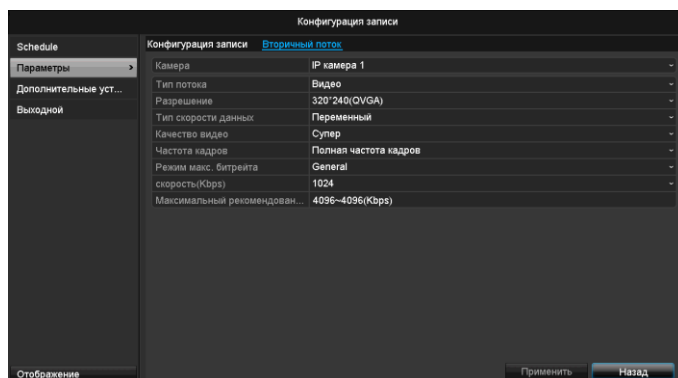 Конфигурация записи
Schedule
Параметры >
Дополнительные уст...
Выходной
Отображение
Конфигурация записи Вторичный поток
Камера IP камера 1
Тип потока Видео
Разрешение 320*240(QVGA)
Тип скорости данных Переменный
Качество видео Супер
Частота кадров Полная частота кадров
Режим макс. битрейта General
скорость(Kbps) 1024
Максимальный рекомендован... 4096~4096(Kbps)
Применить Назад